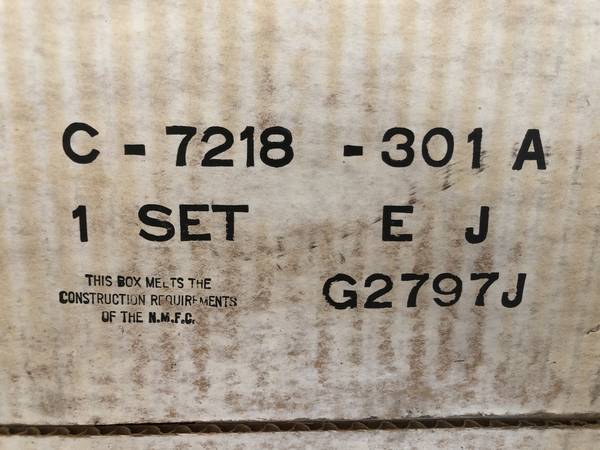 C - 7218 - 301 A
1 SET E J
G2797J
THIS BOX MEETS THE
CONSTRUCTION REQUIREMENTS
OF THE N.M.F.C.